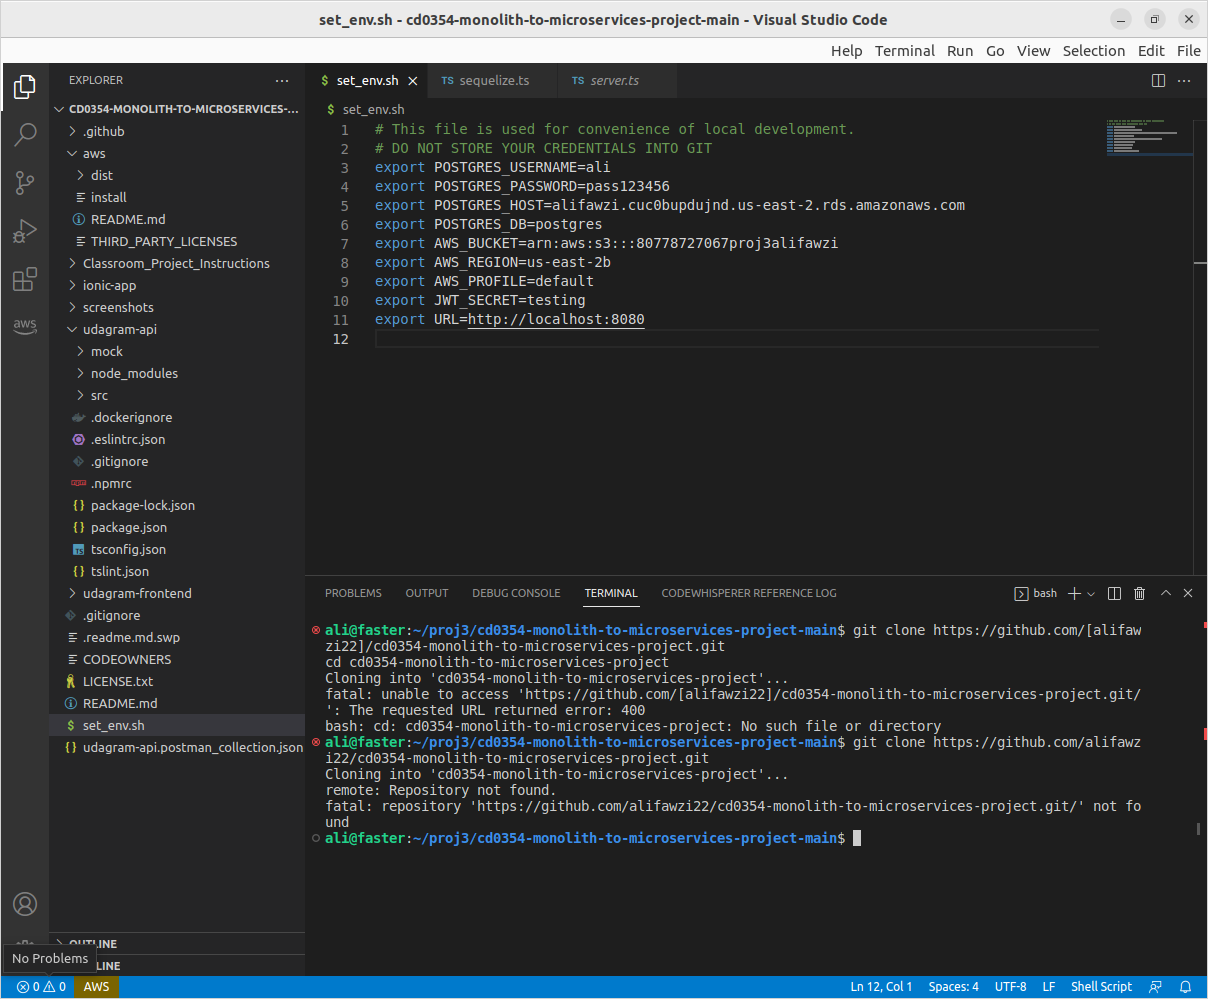 set_env.sh - cd0354-monolith-to-microservices-project-main - Visual Studio Code
Help Terminal Run Go View Selection Edit File
EXPLORER
CD0354-MONOLITH-TO-MICROSERVICES-...
.github
aws
dist
install
README.md
THIRD_PARTY_LICENSES
Classroom_Project_Instructions
ionic-app
screenshots
udagram-api
mock
node_modules
src
.dockerignore
.eslintrc.json
.gitignore
.npmrc
package-lock.json
package.json
tsconfig.json
tslint.json
udagram-frontend
.gitignore
.readme.md.swp
CODEOWNERS
LICENSE.txt
README.md
set_env.sh
udagram-api.postman_collection.json
OUTLINE
LINE
No Problems
aws
$ set_env.sh
TS sequelize.ts
TS server.ts
$ set_env.sh
1 # This file is used for convenience of local development.
2 # DO NOT STORE YOUR CREDENTIALS INTO GIT
3 export POSTGRES_USERNAME=ali
4 export POSTGRES_PASSWORD=pass123456
5 export POSTGRES_HOST=alifawzi.cuc0bupdujnd.us-east-2.rds.amazonaws.com
6 export POSTGRES_DB=postgres
7 export AWS_BUCKET=arn:aws:s3:::80778727067proj3alifawzi
8 export AWS_REGION=us-east-2b
9 export AWS_PROFILE=default
10 export JWT_SECRET=testing
11 export URL=http://localhost:8080
12
PROBLEMS OUTPUT DEBUG CONSOLE TERMINAL CODEWHISPERER REFERENCE LOG
bash
ali@faster:~/proj3/cd0354-monolith-to-microservices-project-main$ git clone https://github.com/[alifaw
zi22]/cd0354-monolith-to-microservices-project.git
cd cd0354-monolith-to-microservices-project
Cloning into 'cd0354-monolith-to-microservices-project'...
fatal: unable to access 'https://github.com/[alifawzi22]/cd0354-monolith-to-microservices-project.git/
': The requested URL returned error: 400
bash: cd: cd0354-monolith-to-microservices-project: No such file or directory
ali@faster:~/proj3/cd0354-monolith-to-microservices-project-main$ git clone https://github.com/alifawz
i22/cd0354-monolith-to-microservices-project.git
Cloning into 'cd0354-monolith-to-microservices-project'...
remote: Repository not found.
fatal: repository 'https://github.com/alifawzi22/cd0354-monolith-to-microservices-project.git/' not fo
und
ali@faster:~/proj3/cd0354-monolith-to-microservices-project-main$
0 0 AWS
Ln 12, Col 1 Spaces: 4 UTF-8 LF Shell Script